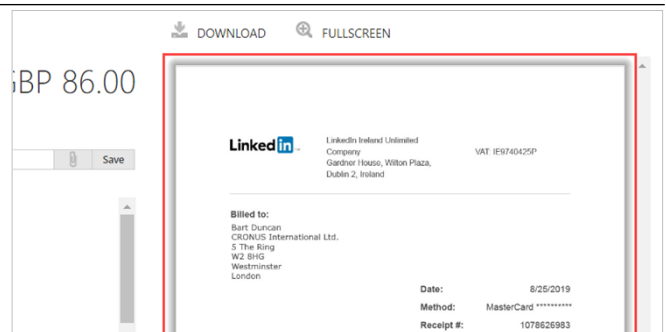 DOWNLOAD FULLSCREEN
GBP 86.00
Save
LinkedIn
LinkedIn Ireland Unlimited
Company
Gardner House, Wilton Plaza,
Dublin 2, Ireland
VAT: IE9740425P
Billed to:
Bart Duncan
CRONUS International Ltd.
5 The Ring
W2 8HG
Westminster
London
Date: 8/25/2019
Method: MasterCard **********
Receipt #: 1078626983